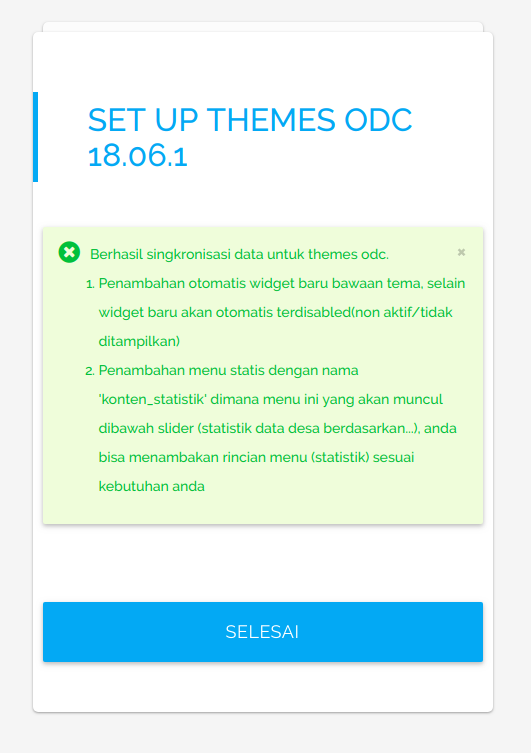 SET UP THEMES ODC
18.06.1
Berhasil singkronisasi data untuk themes odc.
1. Penambahan otomatis widget baru bawaan tema, selain
widget baru akan otomatis terdisabled(non aktif/tidak
ditampilkan)
2. Penambahan menu statis dengan nama
'konten_statistik' dimana menu ini yang akan muncul
dibawah slider (statistik data desa berdasarkan...), anda
bisa menambakan rincian menu (statistik) sesuai
kebutuhan anda
SELESAI